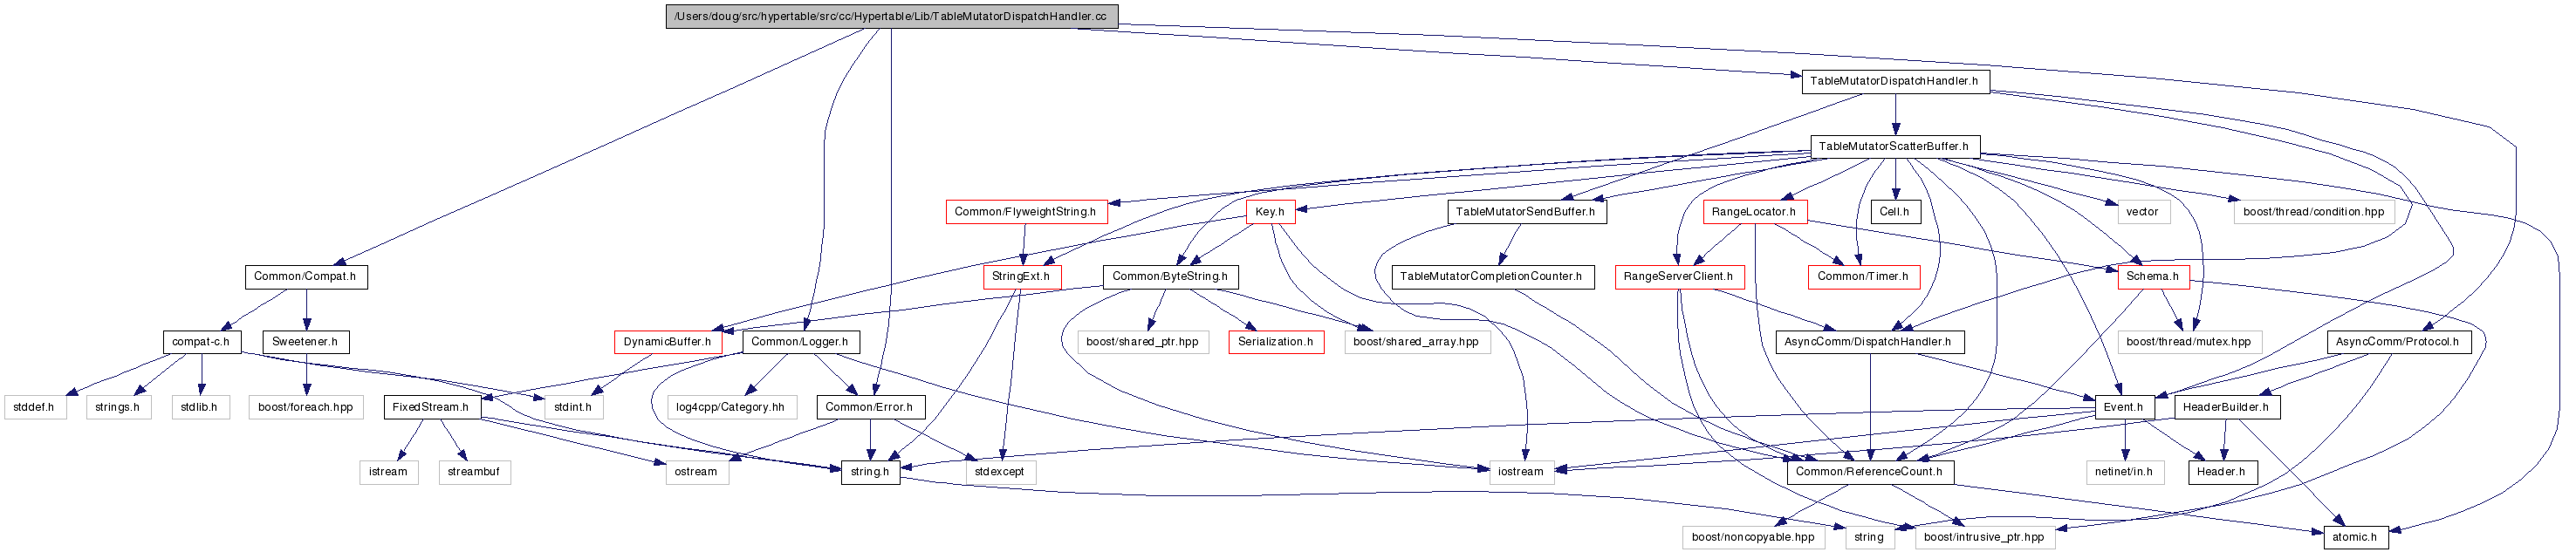 /Users/doug/src/hypertable/src/cc/Hypertable/Lib/TableMutatorDispatchHandler.cc
TableMutatorDispatchHandler.h
TableMutatorScatterBuffer.h
Common/FlyweightString.h
Key.h
TableMutatorSendBuffer.h
RangeLocator.h
Cell.h
vector
boost/thread/condition.hpp
Common/Compat.h
StringExt.h
Common/ByteString.h
TableMutatorCompletionCounter.h
RangeServerClient.h
Common/Timer.h
Schema.h
compat-c.h
Sweetener.h
DynamicBuffer.h
Common/Logger.h
boost/shared_ptr.hpp
Serialization.h
boost/shared_array.hpp
AsyncComm/DispatchHandler.h
boost/thread/mutex.hpp
AsyncComm/Protocol.h
stddef.h
strings.h
stdlib.h
boost/foreach.hpp
FixedStream.h
stdint.h
log4cpp/Category.hh
Common/Error.h
Event.h
HeaderBuilder.h
istream
streambuf
ostream
string.h
stdexcept
iostream
Common/ReferenceCount.h
netinet/in.h
Header.h
boost/noncopyable.hpp
string
boost/intrusive_ptr.hpp
atomic.h